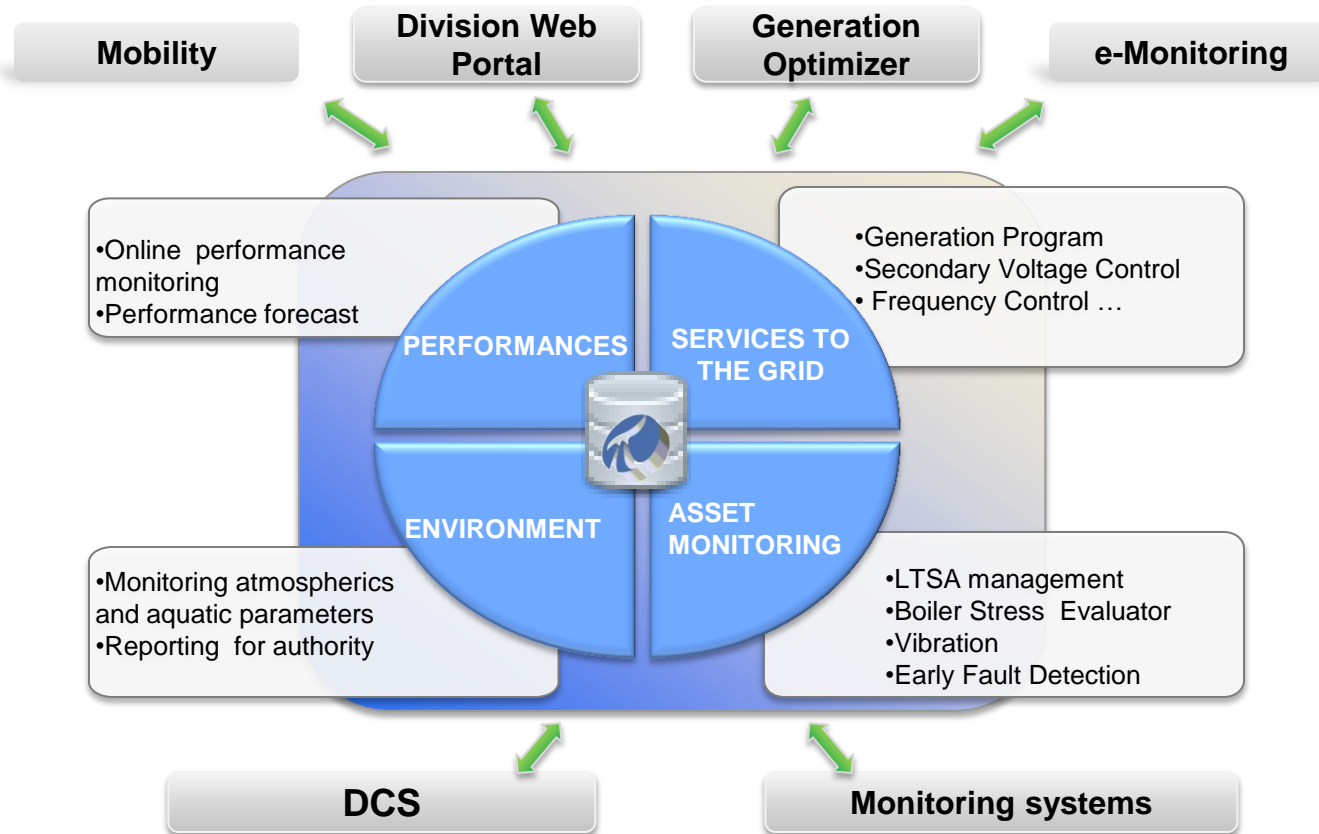 Mobility
Division Web
Portal
Generation
Optimizer
e-Monitoring
•Online performance
monitoring
•Performance forecast
•Generation Program
•Secondary Voltage Control
• Frequency Control …
PERFORMANCES
SERVICES TO
THE GRID
ENVIRONMENT
ASSET
MONITORING
•Monitoring atmospherics
and aquatic parameters
•Reporting for authority
•LTSA management
•Boiler Stress Evaluator
•Vibration
•Early Fault Detection
DCS
Monitoring systems